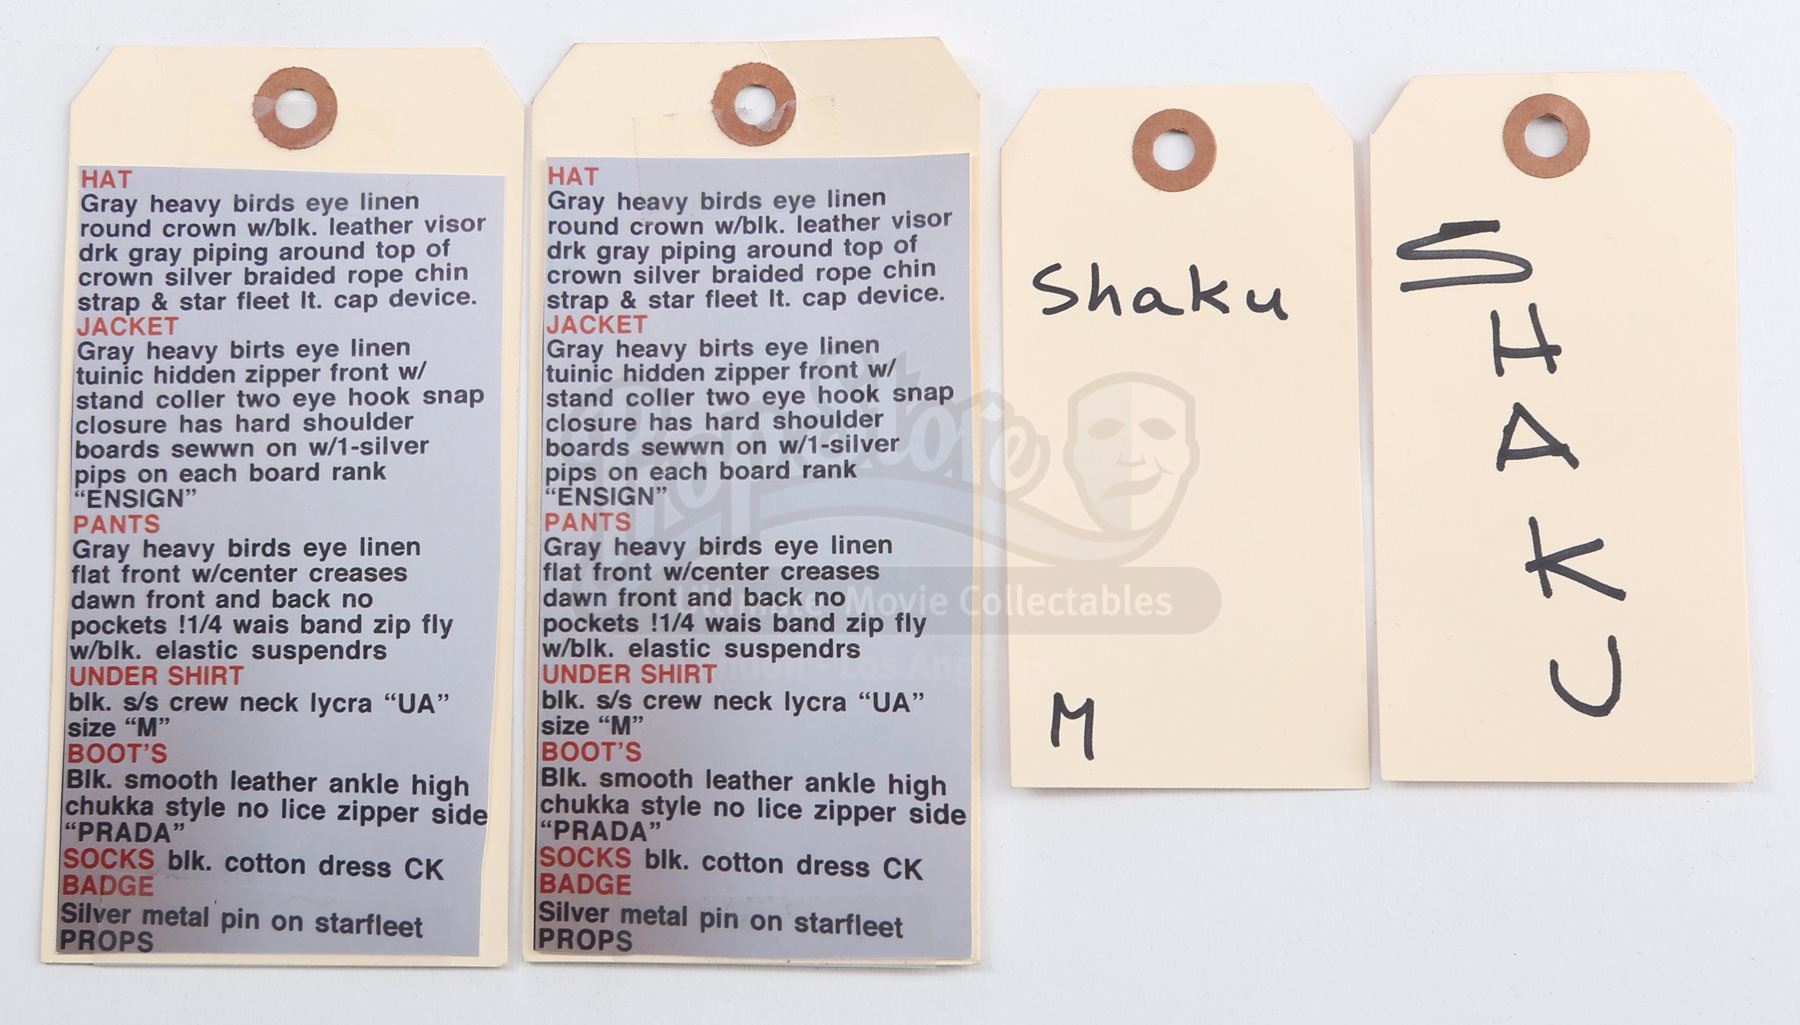 HAT
Gray heavy birds eye linen
round crown w/blk. leather visor
drk gray piping around top of
crown silver braided rope chin
strap & star fleet lt. cap device.
JACKET
Gray heavy birts eye linen
tuinic hidden zipper front w/
stand coller two eye hook snap
closure has hard shoulder
boards sewwn on w/1-silver
pips on each board rank
“ENSIGN”
PANTS
Gray heavy birds eye linen
flat front w/center creases
dawn front and back no
pockets !1/4 wais band zip fly
w/blk. elastic suspendrs
UNDER SHIRT
blk. s/s crew neck lycra “UA”
size “M”
BOOT’S
Blk. smooth leather ankle high
chukka style no lice zipper side
“PRADA”
SOCKS blk. cotton dress CK
BADGE
Silver metal pin on starfleet
PROPS
HAT
Gray heavy birds eye linen
round crown w/blk. leather visor
drk gray piping around top of
crown silver braided rope chin
strap & star fleet lt. cap device.
JACKET
Gray heavy birts eye linen
tuinic hidden zipper front w/
stand coller two eye hook snap
closure has hard shoulder
boards sewwn on w/1-silver
pips on each board rank
“ENSIGN”
PANTS
Gray heavy birds eye linen
flat front w/center creases
dawn front and back no
pockets !1/4 wais band zip fly
w/blk. elastic suspendrs
UNDER SHIRT
blk. s/s crew neck lycra “UA”
size “M”
BOOT’S
Blk. smooth leather ankle high
chukka style no lice zipper side
“PRADA”
SOCKS blk. cotton dress CK
BADGE
Silver metal pin on starfleet
PROPS
Shaku
M
SHAKU
Prop Store
Ultimate Movie Collectables
London - Los Angeles